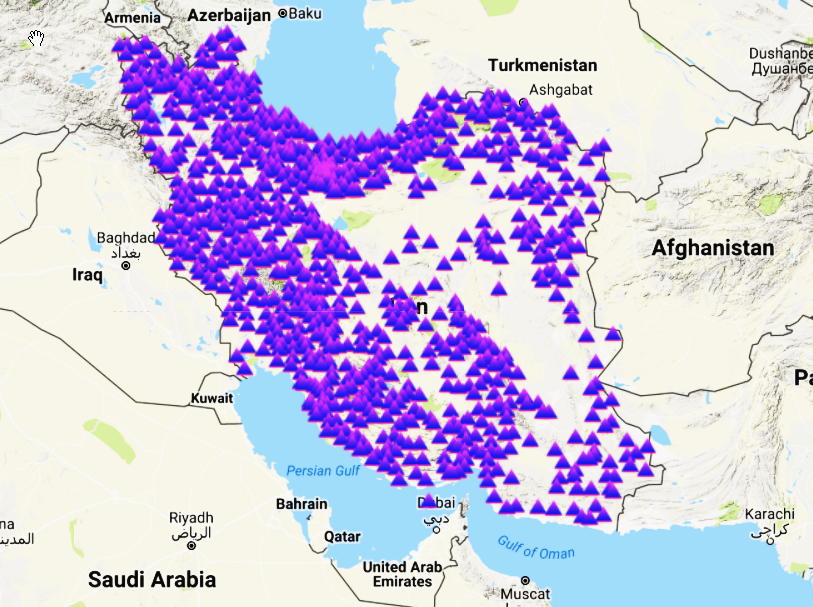 Armenia
Azerbaijan
Baku
Turkmenistan
Ashgabat
Dushanbe
Душанбе
Baghdad
بغداد
Iraq
Afghanistan
Kuwait
Persian Gulf
Bahrain
Qatar
Riyadh
الرياض
Dubai
دبي
United Arab
Emirates
Gulf of Oman
Karachi
کراچی
Muscat
Saudi Arabia